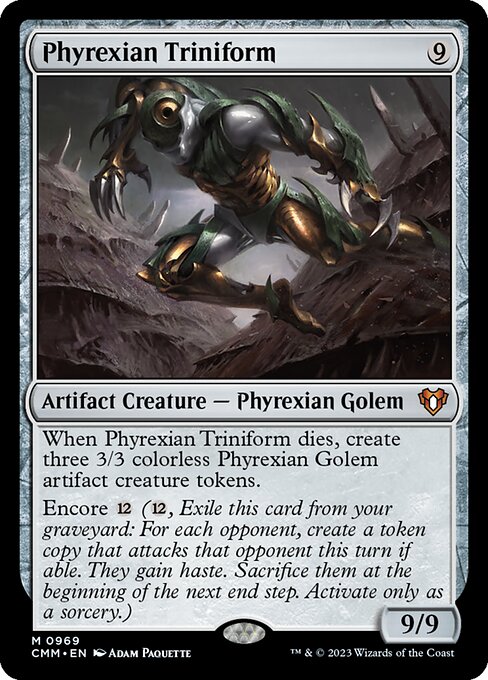 Phyrexian Triniform 9
Artifact Creature — Phyrexian Golem
When Phyrexian Triniform dies, create
three 3/3 colorless Phyrexian Golem
artifact creature tokens.
Encore 12 (12, Exile this card from your
graveyard: For each opponent, create a token
copy that attacks that opponent this turn if
able. They gain haste. Sacrifice them at the
beginning of the next end step. Activate only as
a sorcery.)
9/9
M 0969
CMM • EN Adam Paquette
™ & © 2023 Wizards of the Coast